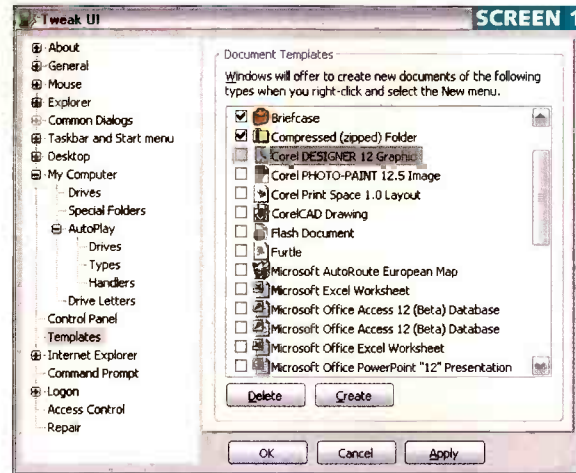 Tweak UI
SCREEN 1
About
General
Mouse
Explorer
Common Dialogs
Taskbar and Start menu
Desktop
My Computer
Drives
Special Folders
AutoPlay
Drives
Types
Handlers
Drive Letters
Control Panel
Templates
Internet Explorer
Command Prompt
Logon
Access Control
Repair
Document Templates
Windows will offer to create new documents of the following
types when you right-click and select the New menu.
Briefcase
Compressed (zipped) Folder
Corel DESIGNER 12 Graphic
Corel PHOTO-PAINT 12.5 Image
Corel Print Space 1.0 Layout
CorelCAD Drawing
Flash Document
Furtle
Microsoft AutoRoute European Map
Microsoft Excel Worksheet
Microsoft Office Access 12 (Beta) Database
Microsoft Office Access 12 (Beta) Database
Microsoft Office Excel Worksheet
Microsoft Office PowerPoint "12" Presentation
Delete
Create
OK
Cancel
Apply